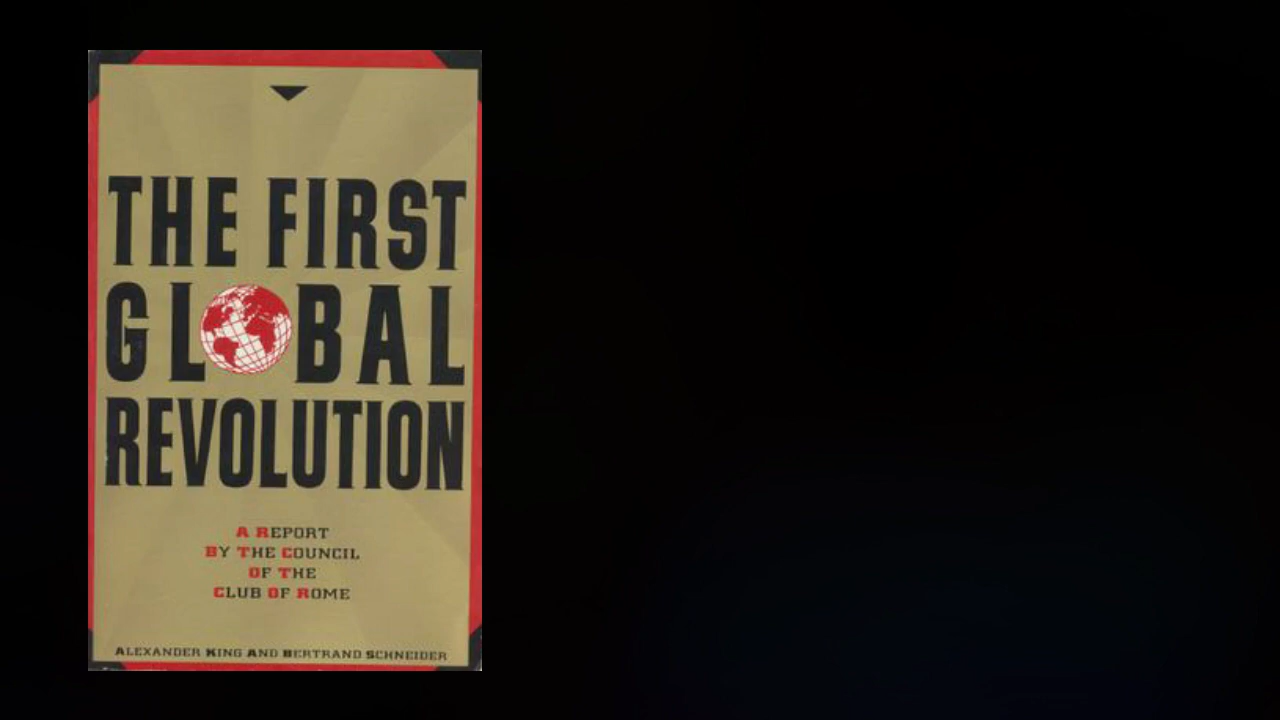 THE FIRST
GLOBAL
REVOLUTION
A REPORT
BY THE COUNCIL
OF THE
CLUB OF ROME
ALEXANDER KING AND BERTRAND SCHNEIDER